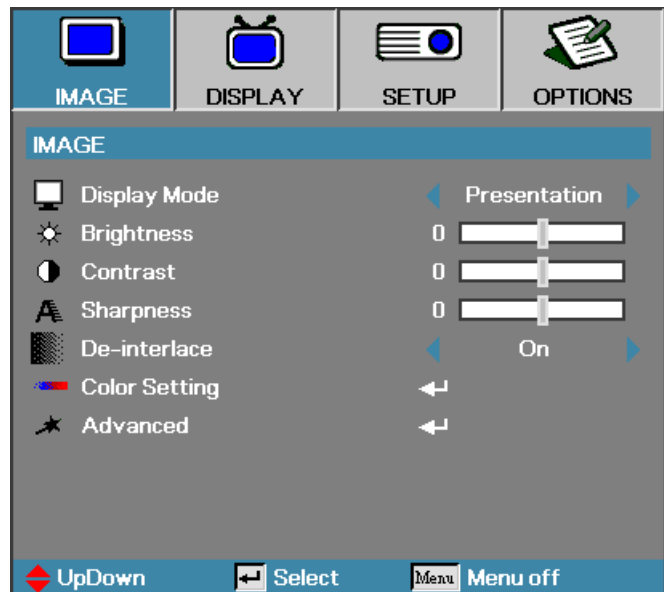 IMAGE DISPLAY SETUP OPTIONS
IMAGE
Display Mode Presentation
Brightness 0
Contrast 0
Sharpness 0
De-interlace On
Color Setting
Advanced
UpDown Select Menu Menu off